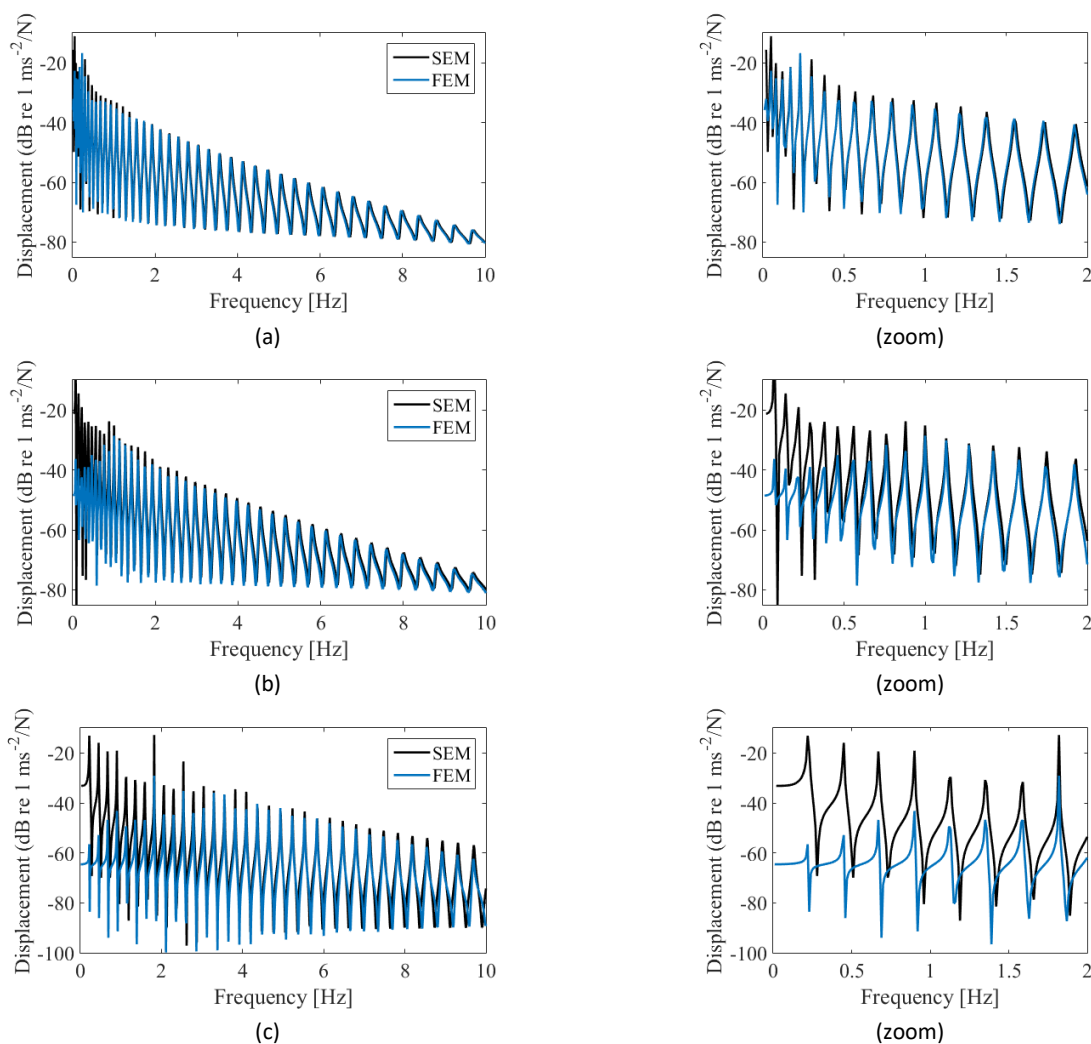 Displacement (dB re 1 ms-2/N)
-20
-40
-60
-80
SEM
FEM
0 2 4 6 8 10
Frequency [Hz]
(a)
Displacement (dB re 1 ms-2/N)
-20
-40
-60
-80
0 0.5 1 1.5 2
Frequency [Hz]
(zoom)
Displacement (dB re 1 ms-2/N)
-20
-40
-60
-80
SEM
FEM
0 2 4 6 8 10
Frequency [Hz]
(b)
Displacement (dB re 1 ms-2/N)
-20
-40
-60
-80
0 0.5 1 1.5 2
Frequency [Hz]
(zoom)
Displacement (dB re 1 ms-2/N)
-20
-40
-60
-80
-100
SEM
FEM
0 2 4 6 8 10
Frequency [Hz]
(c)
Displacement (dB re 1 ms-2/N)
-20
-40
-60
-80
-100
0 0.5 1 1.5 2
Frequency [Hz]
(zoom)